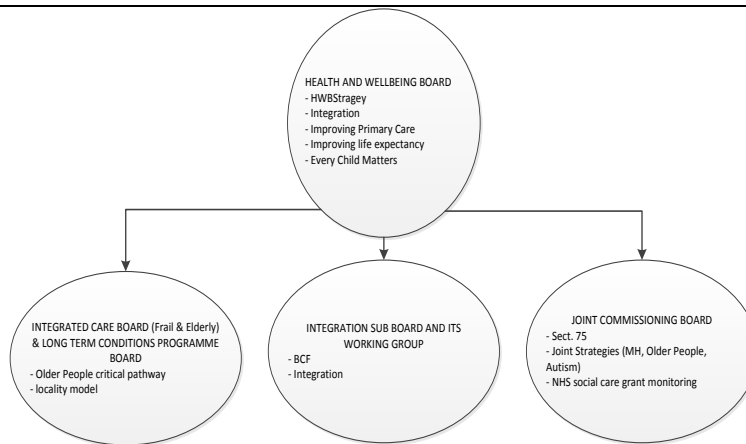 HEALTH AND WELLBEING BOARD
- HWBStragey
- Integration
- Improving Primary Care
- Improving life expectancy
- Every Child Matters
INTEGRATED CARE BOARD (Frail & Elderly)
& LONG TERM CONDITIONS PROGRAMME
BOARD
- Older People critical pathway
- locality model
INTEGRATION SUB BOARD AND ITS
WORKING GROUP
- BCF
- Integration
JOINT COMMISSIONING BOARD
- Sect. 75
- Joint Strategies (MH, Older People,
Autism)
- NHS social care grant monitoring